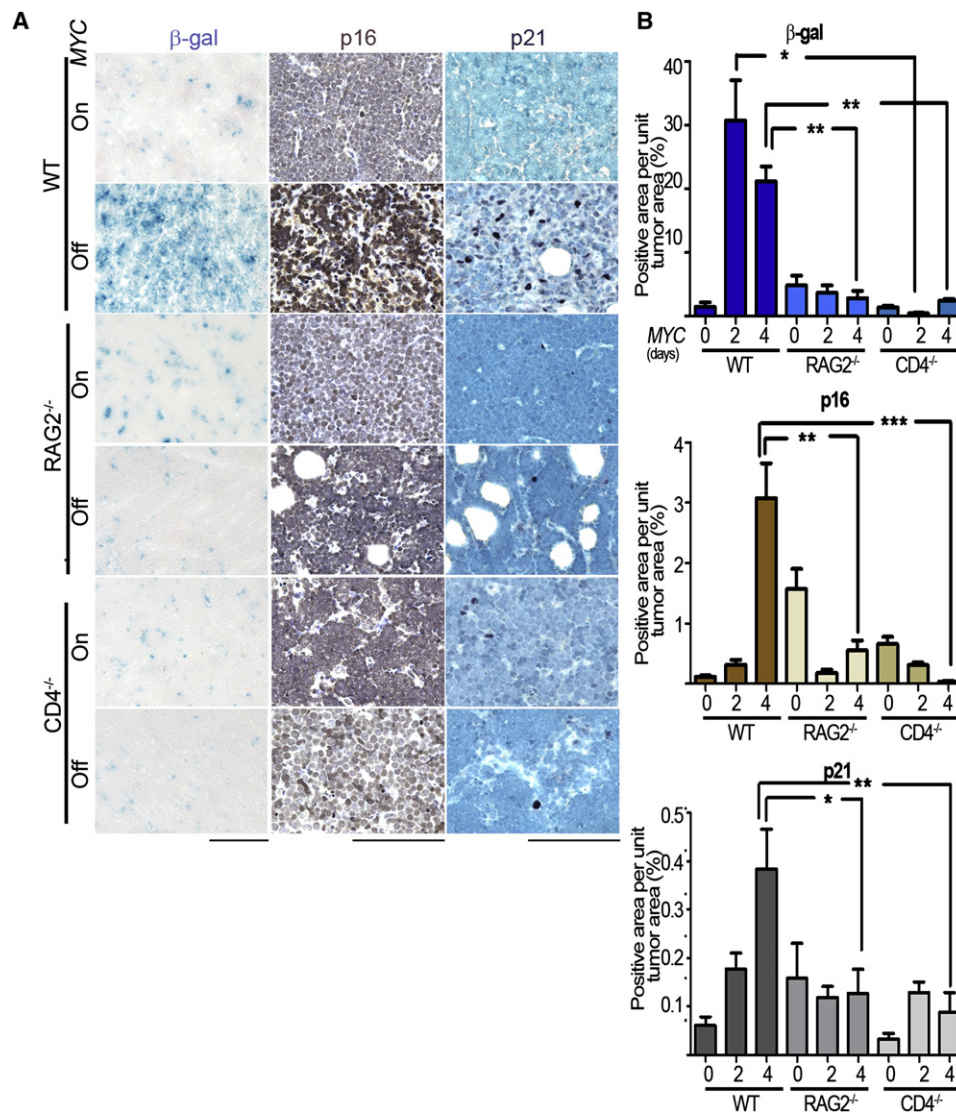 A
MYC
β-gal
p16
p21
WT
On
Off
RAG2-/-
On
Off
CD4-/-
On
Off
B
β-gal
Positive area per unit
tumor area (%)
40
30
20
10
*
**
**
MYC
(days)
0 2 4 0 2 4 0 2 4
WT RAG2-/- CD4-/-
p16
Positive area per unit
tumor area (%)
4
3
2
1
***
**
0 2 4 0 2 4 0 2 4
WT RAG2-/- CD4-/-
p21
Positive area per unit
tumor area (%)
0.5
0.4
0.3
0.2
0.1
**
*
0 2 4 0 2 4 0 2 4
WT RAG2-/- CD4-/-